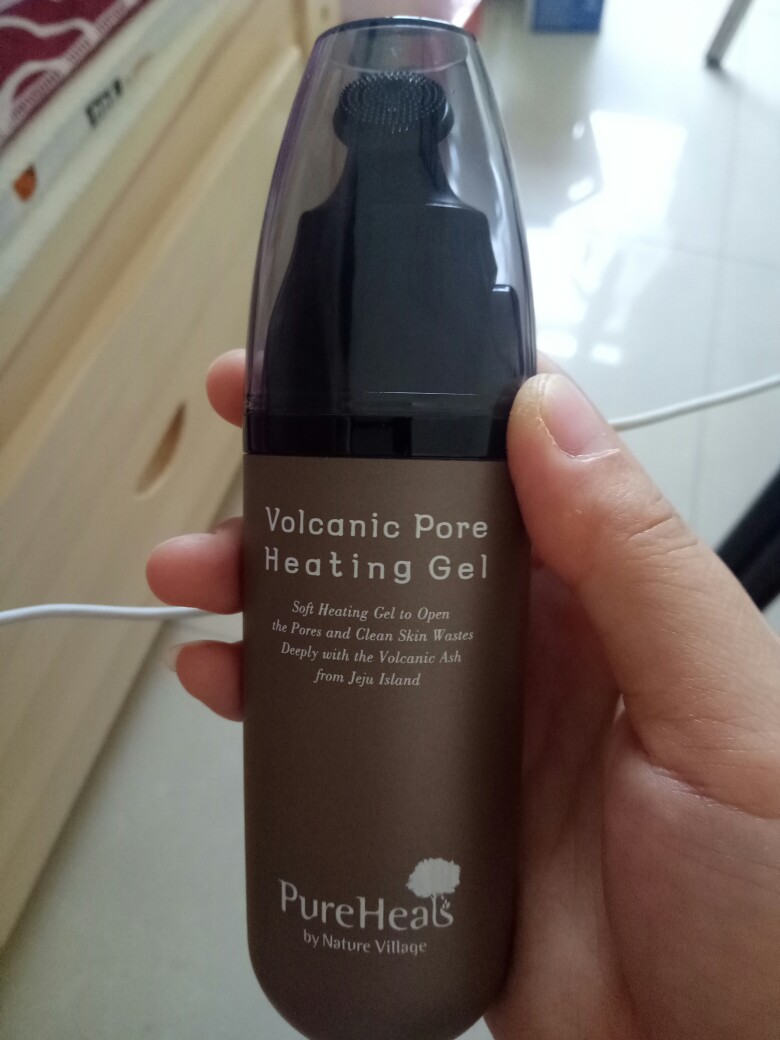 Volcanic Pore
Heating Gel
Soft Heating Gel to Open
the Pores and Clean Skin Wastes
Deeply with the Volcanic Ash
from Jeju Island
PureHeals
by Nature Village